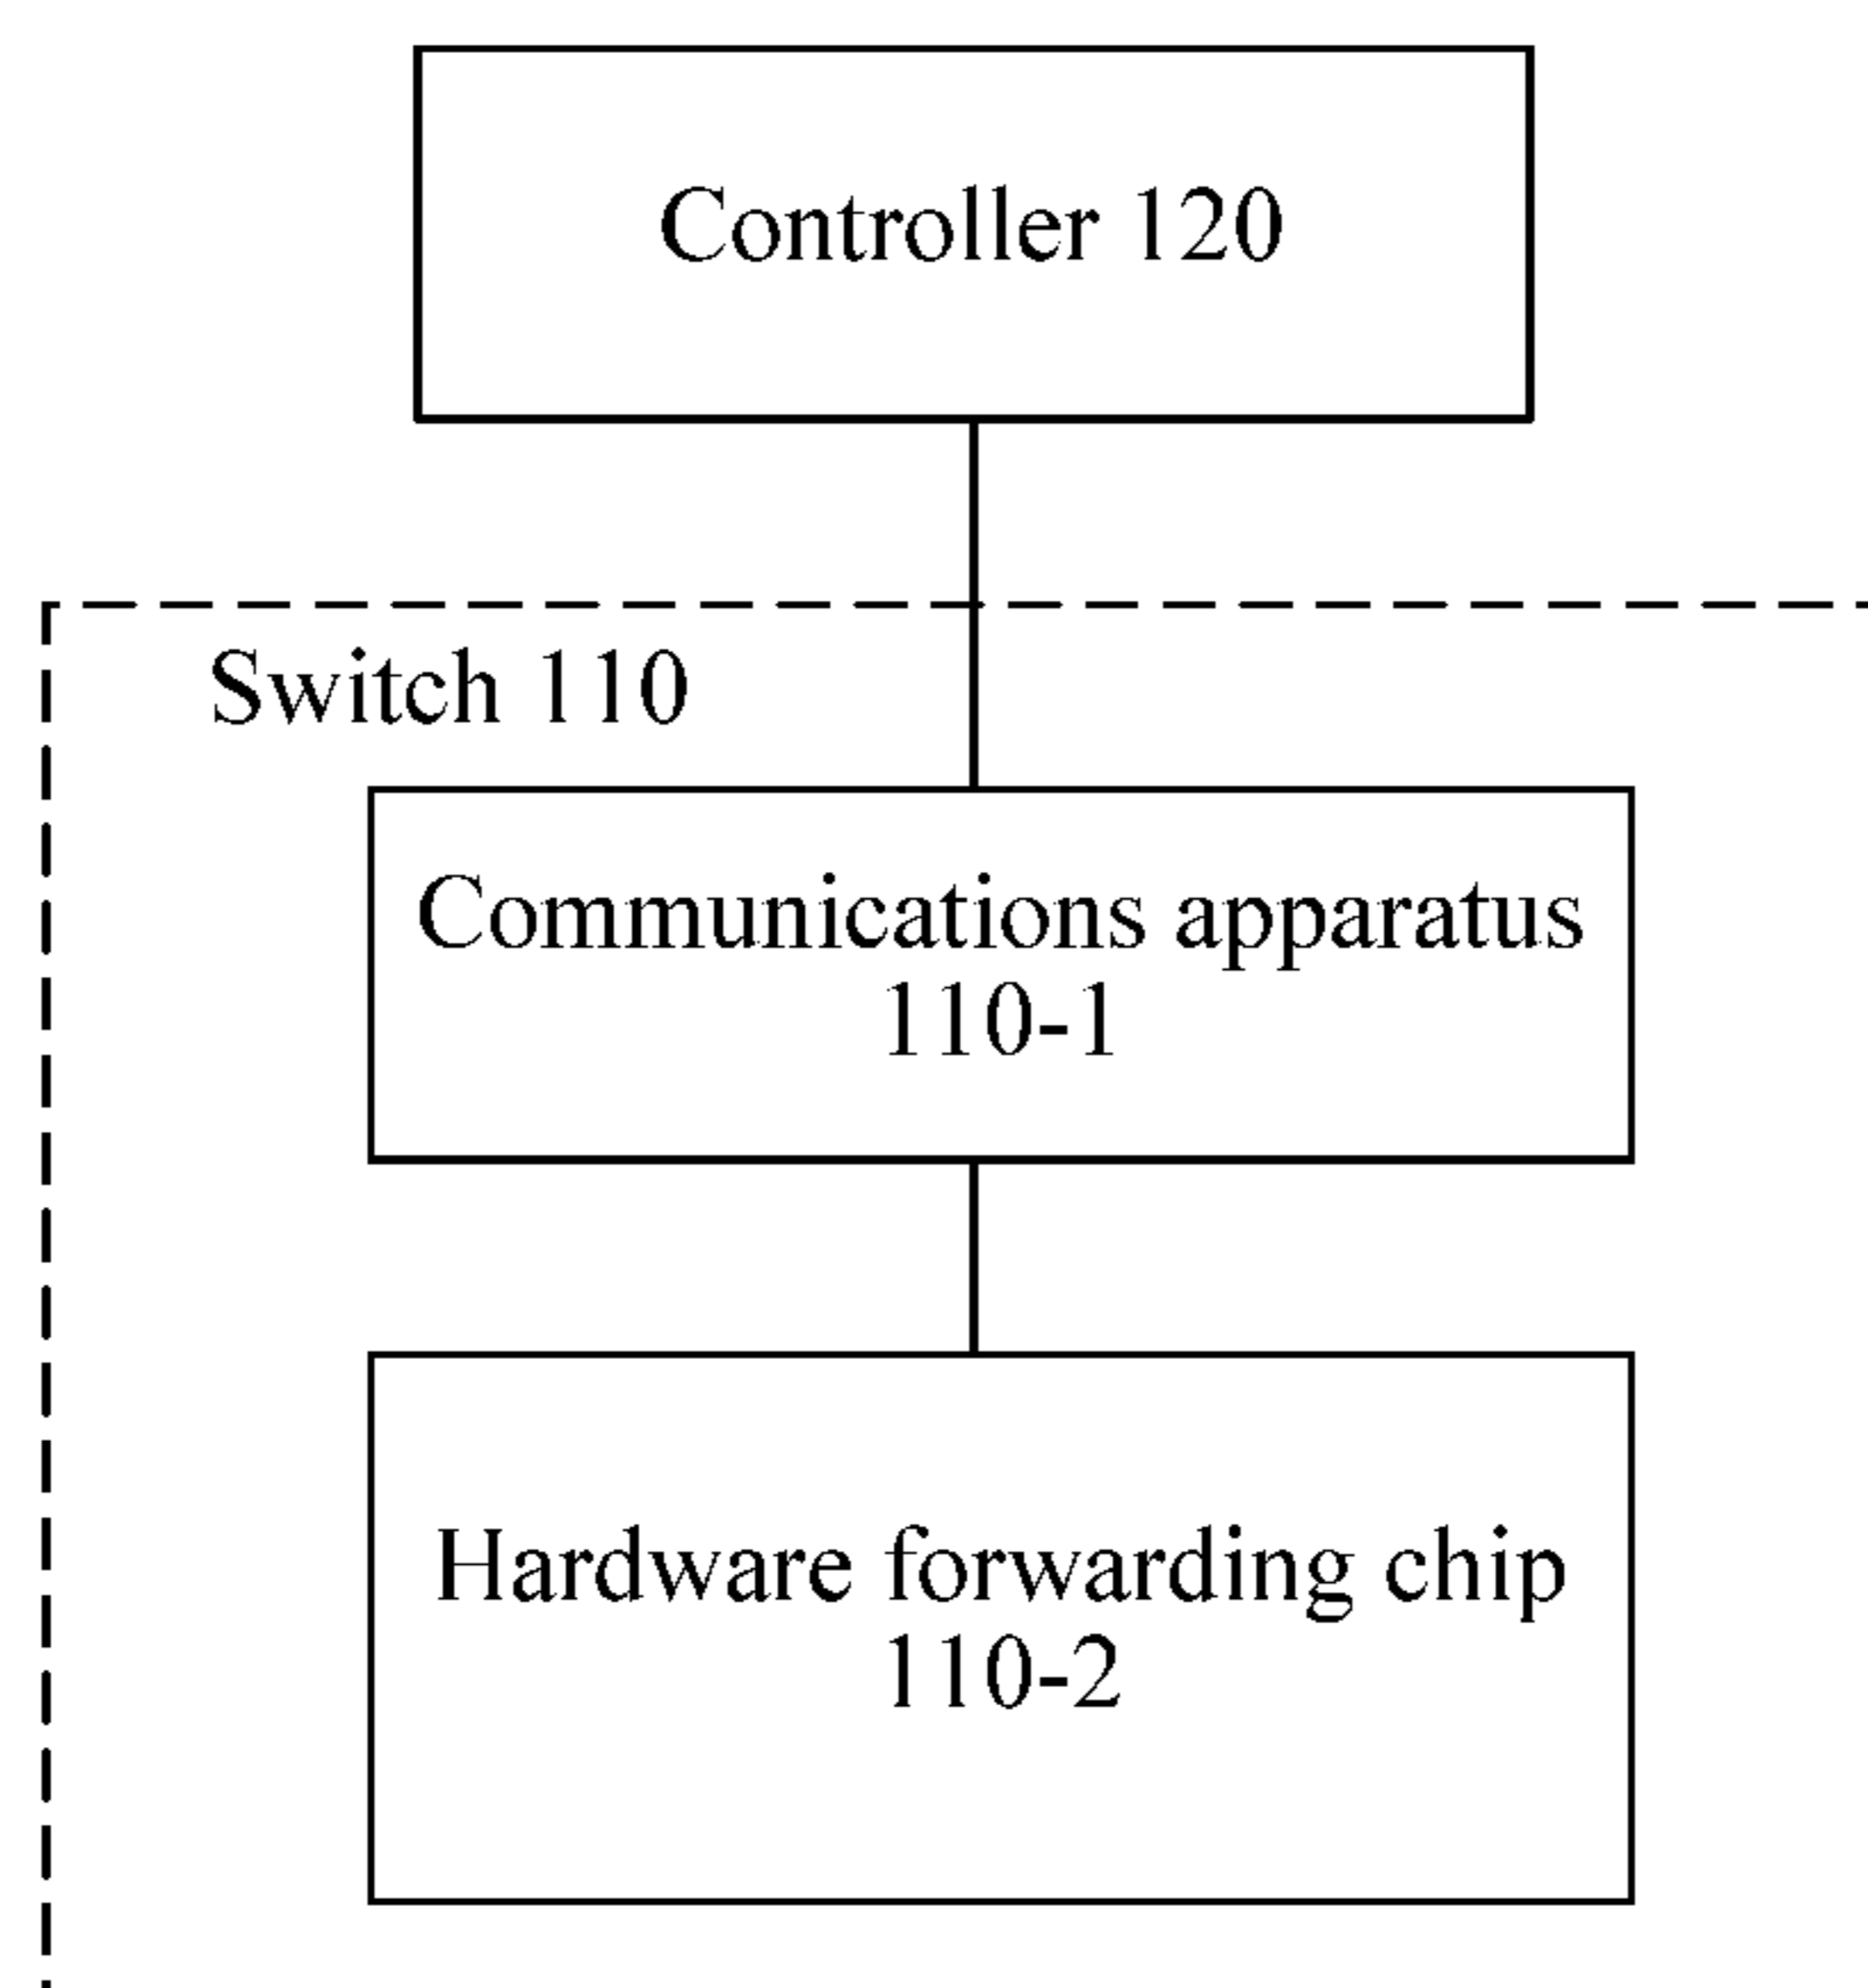 Controller 120
Switch 110
Communications apparatus
110-1
Hardware forwarding chip
110-2